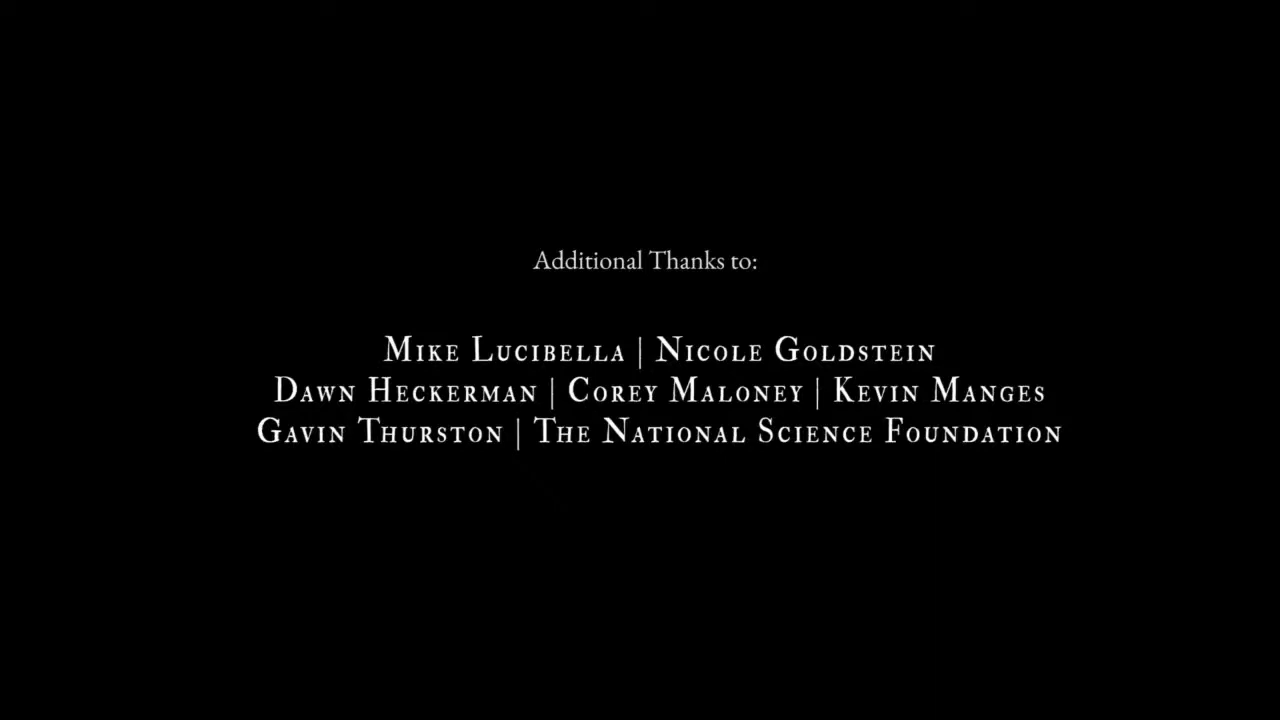 Additional Thanks to:
Mike Lucibella | Nicole Goldstein
Dawn Heckerman | Corey Maloney | Kevin Manges
Gavin Thurston | The National Science Foundation